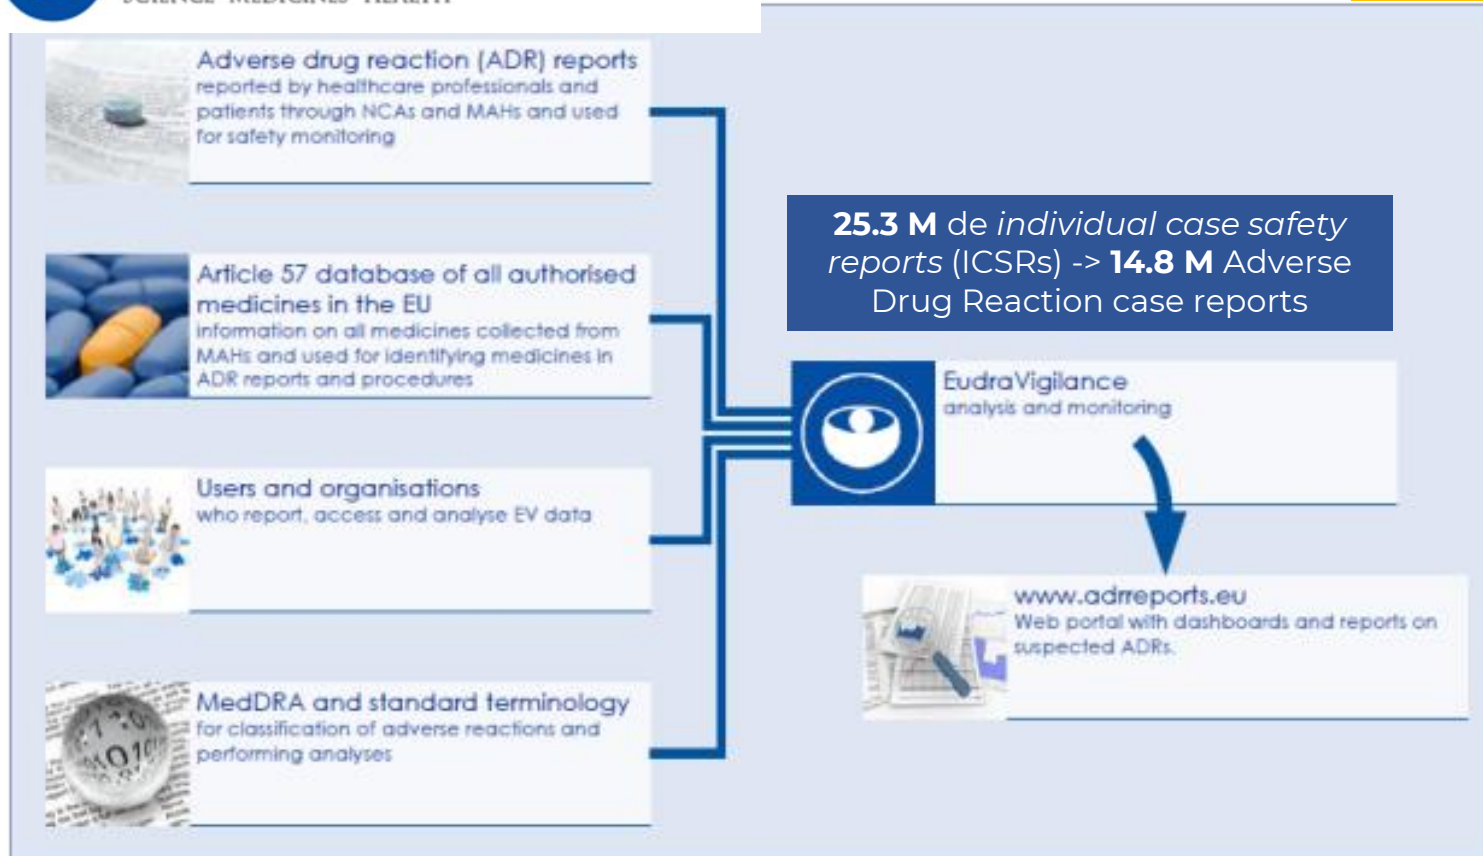 SCIENCE MEDICINES HEALTH
Adverse drug reaction (ADR) reports
reported by healthcare professionals and
patients through NCAs and MAHs and used
for safety monitoring
Article 57 database of all authorised
medicines in the EU
information on all medicines collected from
MAHs and used for identifying medicines in
ADR reports and procedures
Users and organisations
who report, access and analyse EV data
MedDRA and standard terminology
for classification of adverse reactions and
performing analyses
25.3 M de individual case safety
reports (ICSRs) -> 14.8 M Adverse
Drug Reaction case reports
EudraVigilance
analysis and monitoring
www.adrreports.eu
Web portal with dashboards and reports on
suspected ADRs.